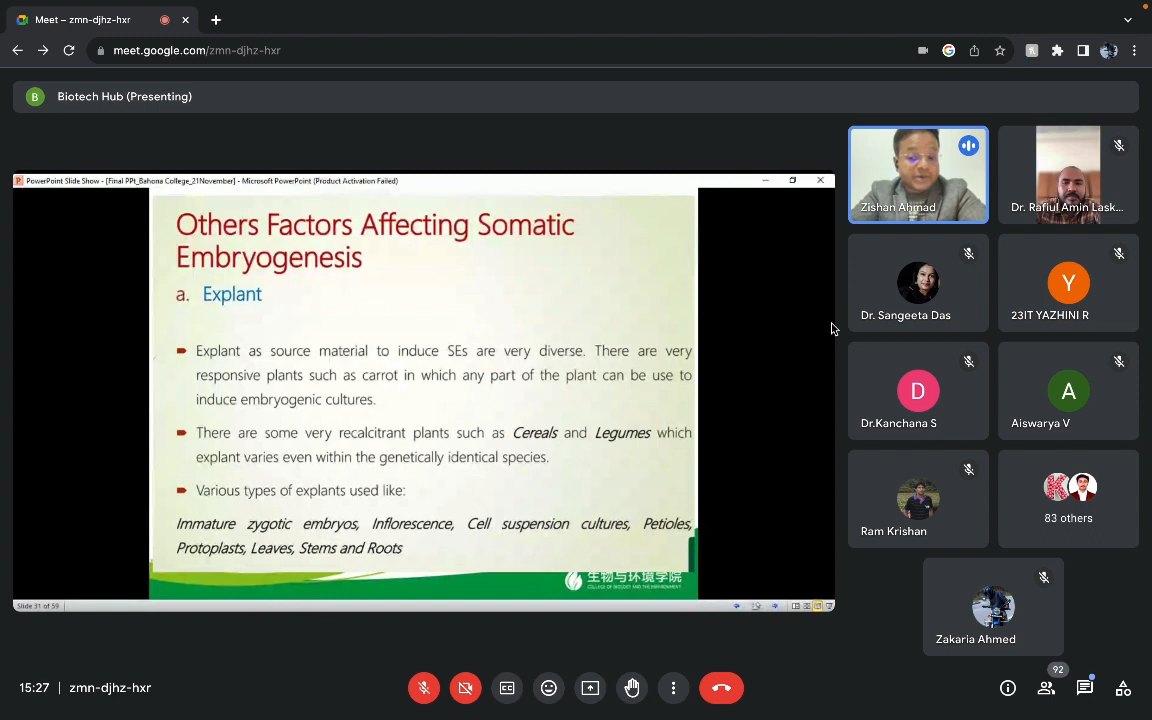 Meet – zmn-djhz-hxr
meet.google.com/zmn-djhz-hxr
B Biotech Hub (Presenting)
PowerPoint Slide Show - [Final PPt_Bahona College_21November] - Microsoft PowerPoint (Product Activation Failed)
Others Factors Affecting Somatic
Embryogenesis
a. Explant
Explant as source material to induce SEs are very diverse. There are very
responsive plants such as carrot in which any part of the plant can be use to
induce embryogenic cultures.
There are some very recalcitrant plants such as Cereals and Legumes which
explant varies even within the genetically identical species.
Various types of explants used like:
Immature zygotic embryos, Inflorescence, Cell suspension cultures, Petioles,
Protoplasts, Leaves, Stems and Roots
生物与环境学院
COLLEGE OF BIOLOGY AND THE ENVIRONMENT
Slide 31 of 59
Zishan Ahmad
Dr. Rafiul Amin Lask...
Dr. Sangeeta Das
Y
23IT YAZHINI R
D
Dr.Kanchana S
A
Aiswarya V
Ram Krishan
K
83 others
Zakaria Ahmed
15:27 | zmn-djhz-hxr
92